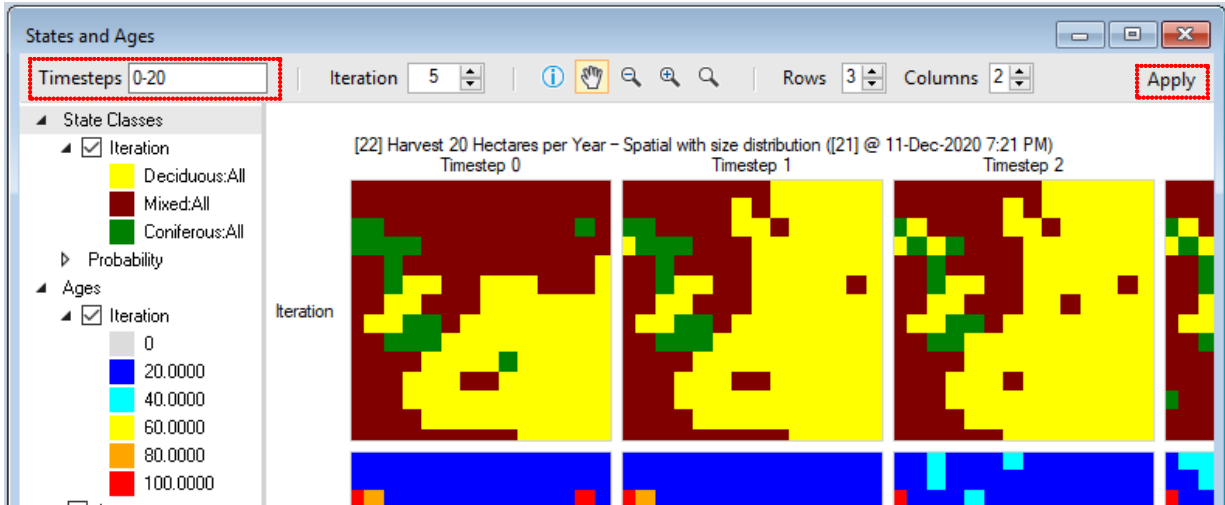 States and Ages
Timesteps 0-20 Iteration 5 Rows 3 Columns 2 Apply
State Classes
Iteration
Deciduous:All
Mixed:All
Coniferous:All
Probability
Ages
Iteration
0
20.0000
40.0000
60.0000
80.0000
100.0000
[22] Harvest 20 Hectares per Year – Spatial with size distribution ([21] @ 11-Dec-2020 7:21 PM)
Timestep 0 Timestep 1 Timestep 2
Iteration